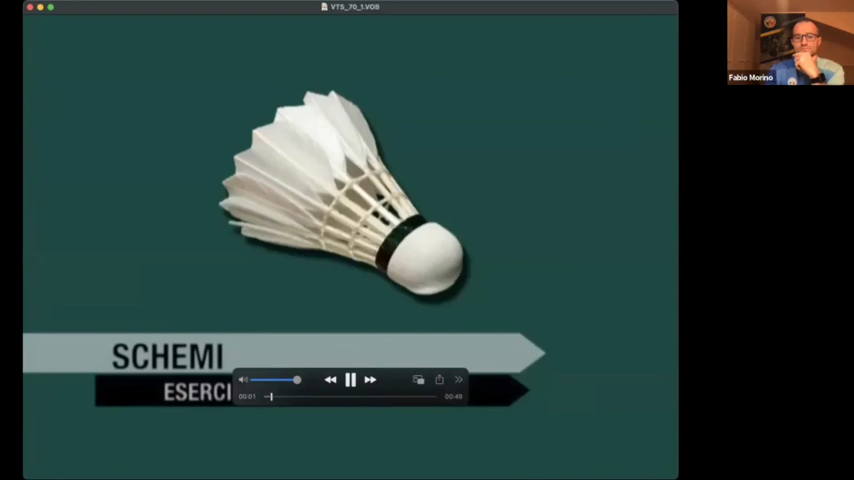 VTS_70_1.VOB
Fabio Morino
SCHEMI
ESERCI
00:01
00:49